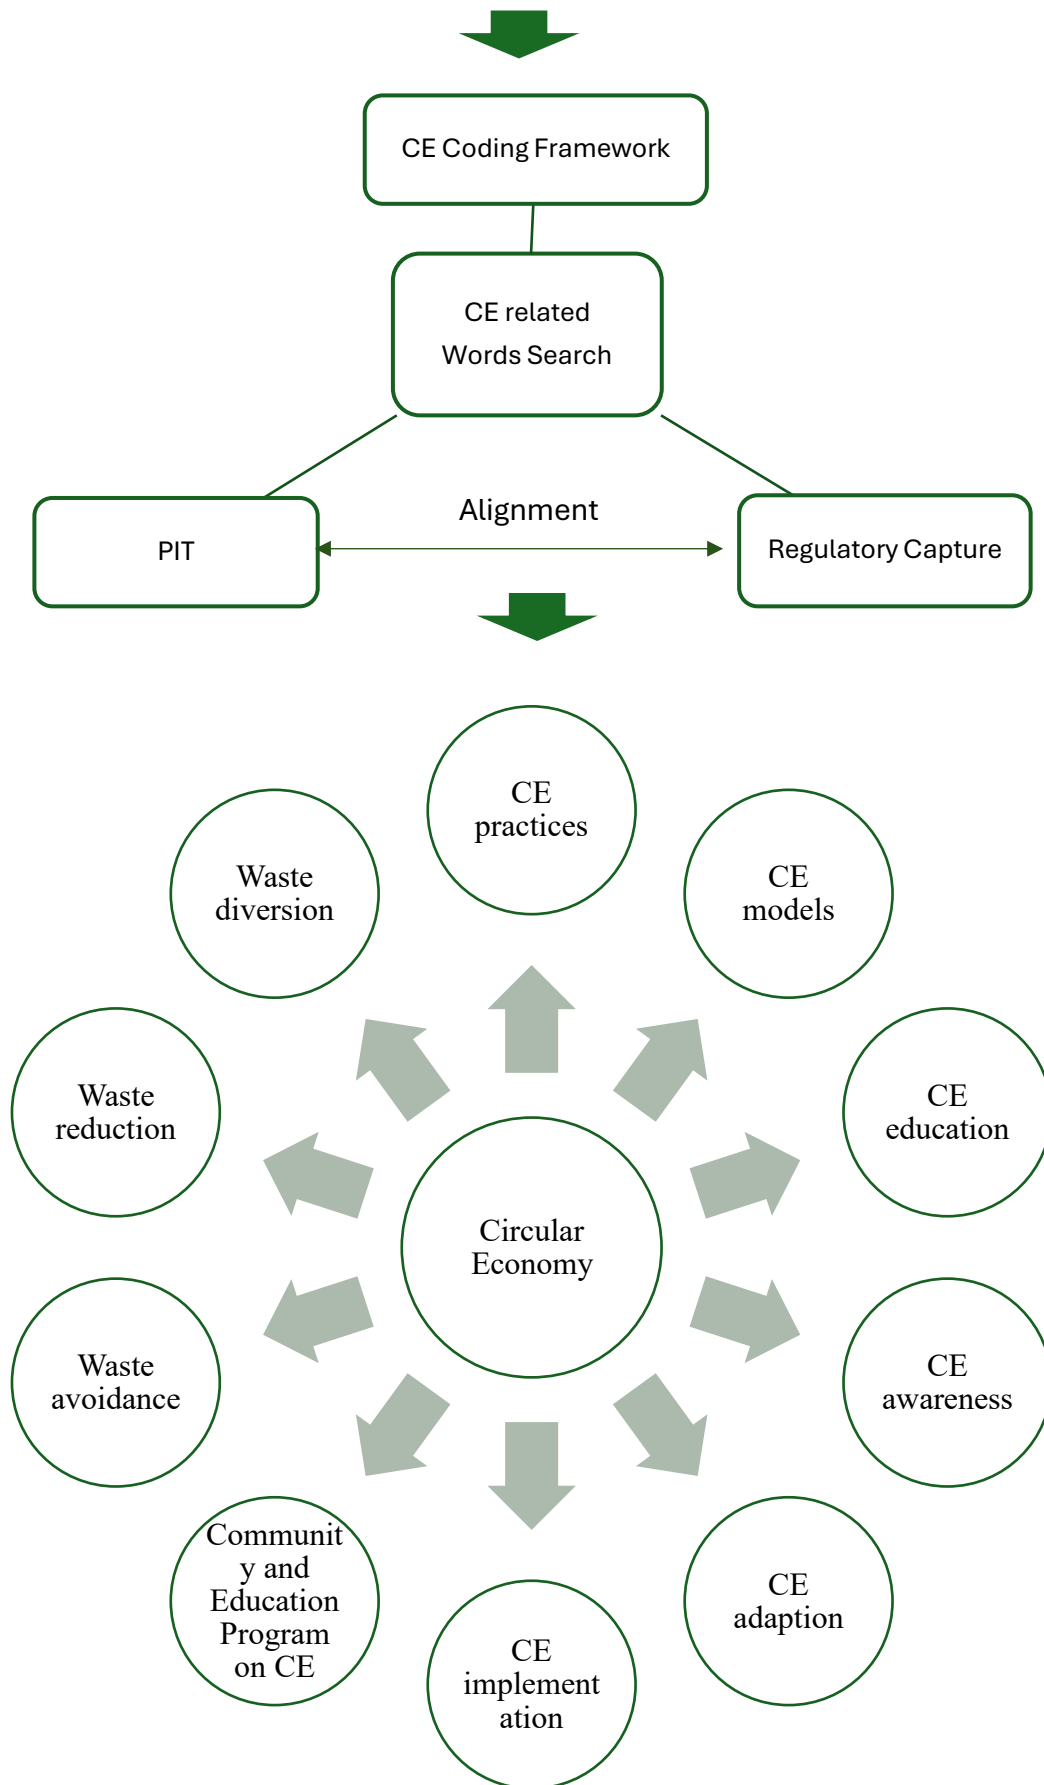 CE Coding Framework
CE related
Words Search
Alignment
PIT
Regulatory Capture
CE
practices
CE
models
CE
education
CE
awareness
CE
adaption
CE
implement
ation
Communit
y and
Education
Program
on CE
Waste
avoidance
Waste
reduction
Waste
diversion
Circular
Economy